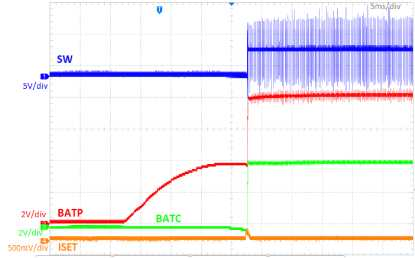 5ms/div
SW
5V/div
2V/div
BATP
BATC
2V/div
500mV/div
ISET